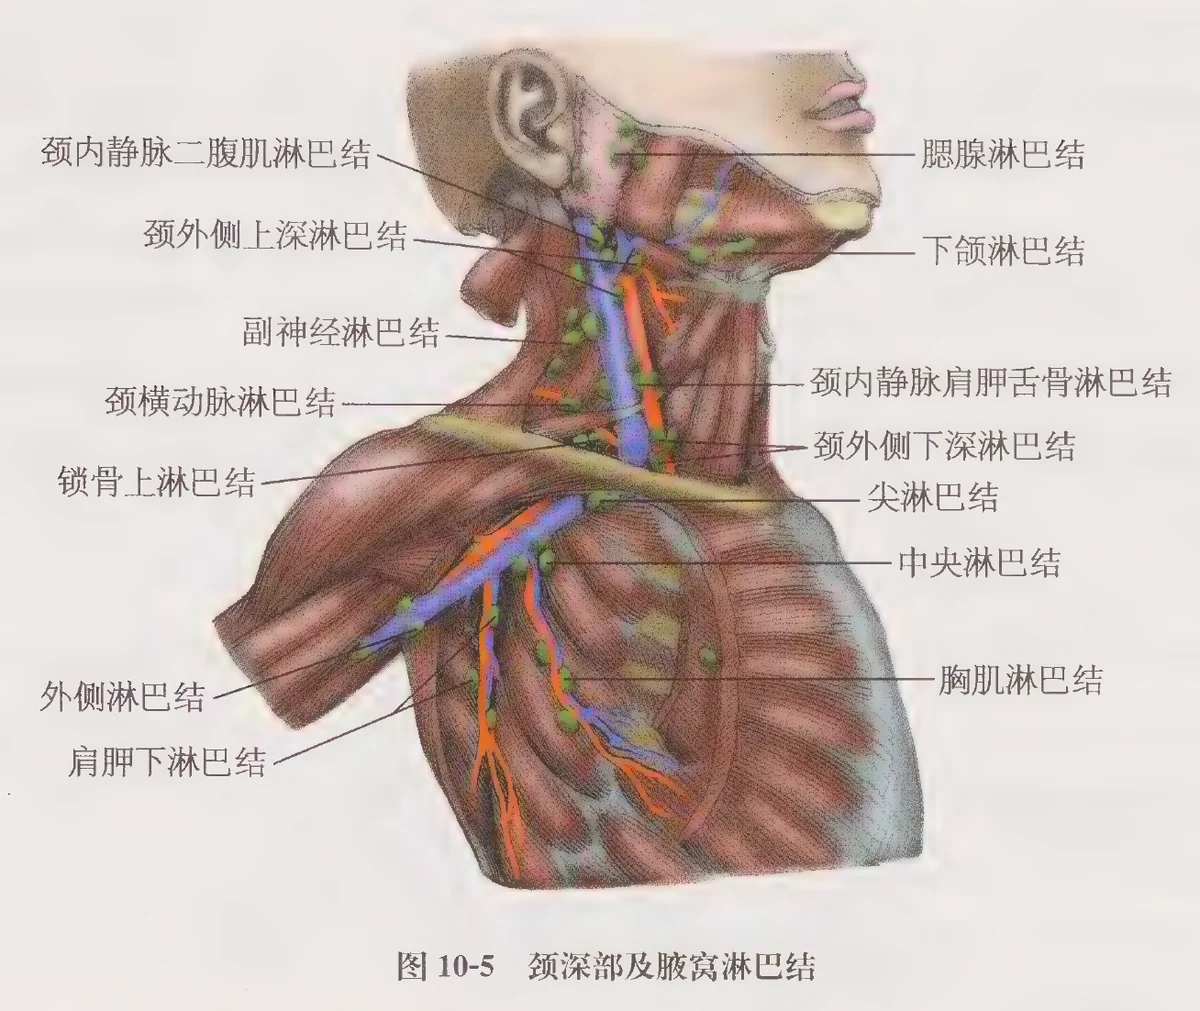 颈内静脉二腹肌淋巴结
腮腺淋巴结
颈外侧上深淋巴结
下颌淋巴结
副神经淋巴结
颈内静脉肩胛舌骨淋巴结
颈横动脉淋巴结
颈外侧下深淋巴结
锁骨上淋巴结
尖淋巴结
中央淋巴结
外侧淋巴结
胸肌淋巴结
肩胛下淋巴结
图 10-5 颈深部及腋窝淋巴结